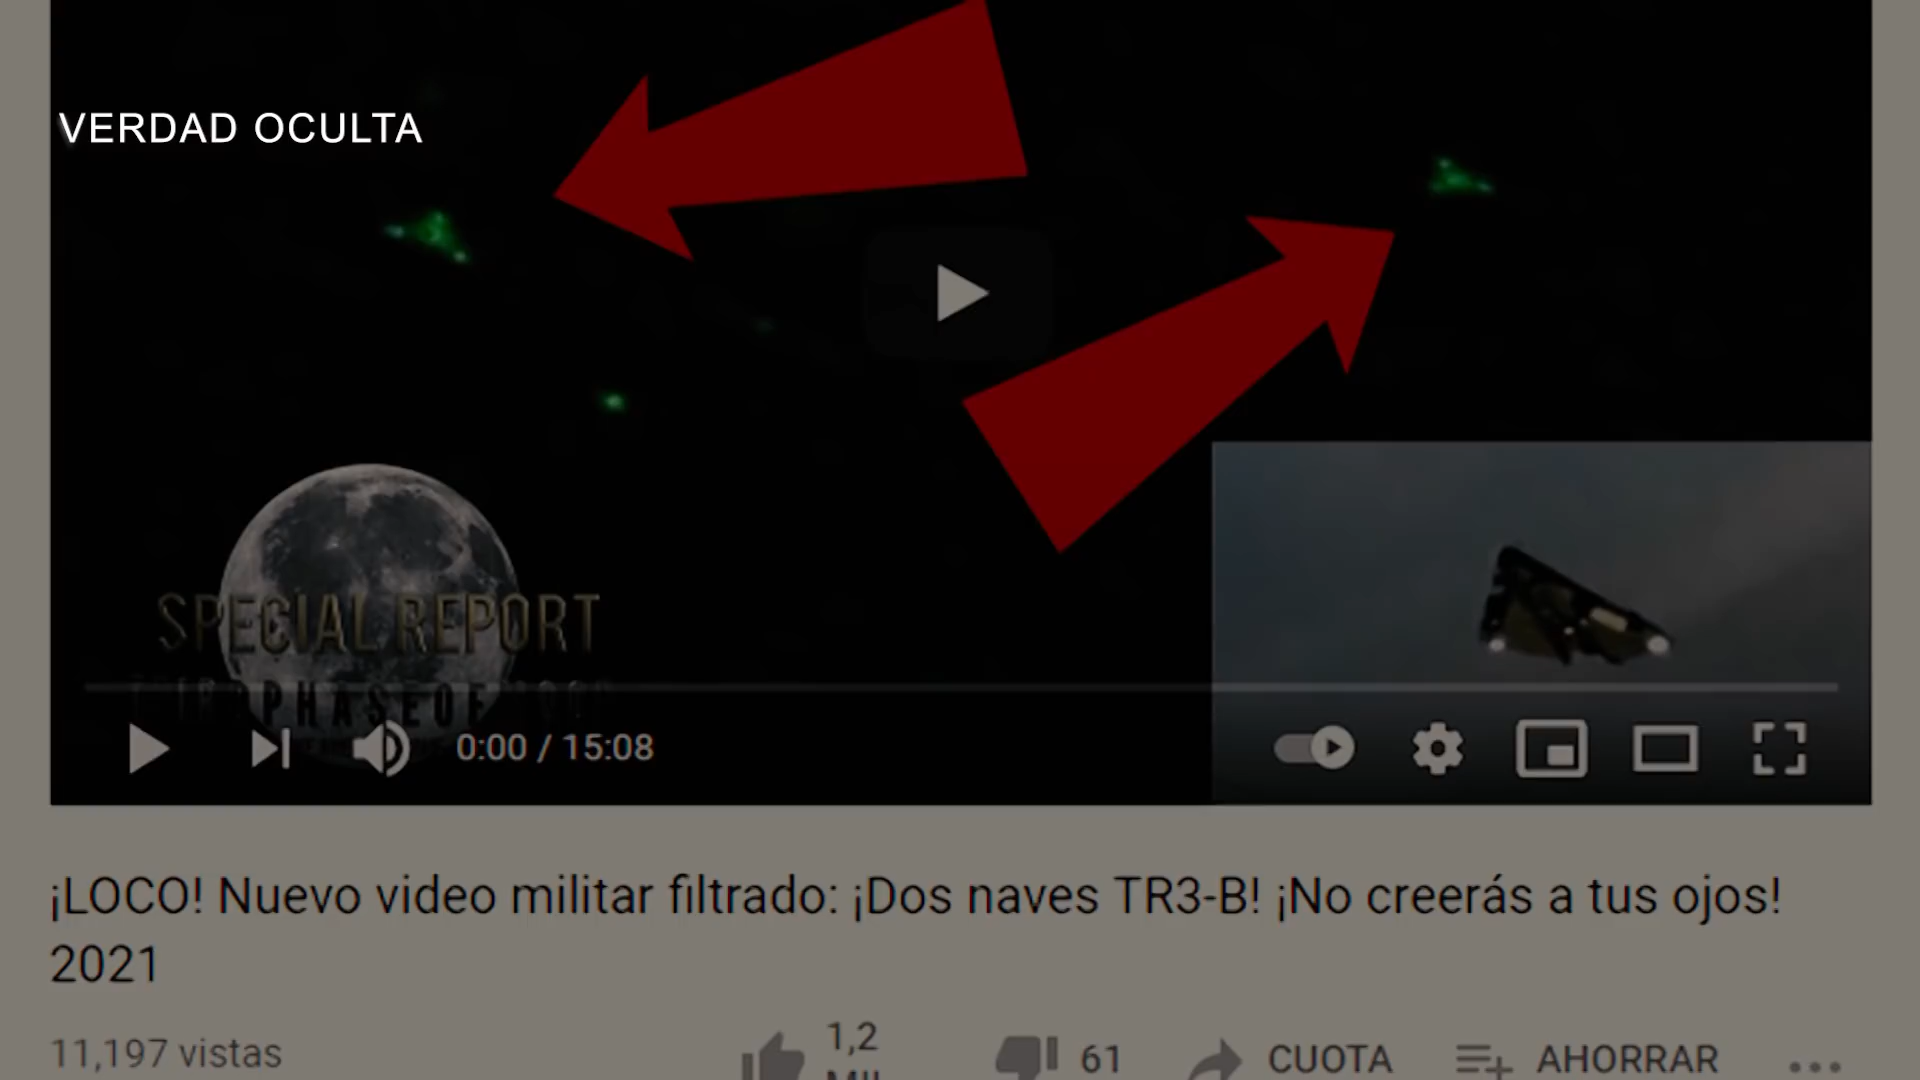 VERDAD OCULTA
SPECIAL REPORT
PHASEOF
0:00 / 15:08
¡LOCO! Nuevo video militar filtrado: ¡Dos naves TR3-B! ¡No creerás a tus ojos!
2021
11,197 vistas
1,2
61
CUOTA
AHORRAR